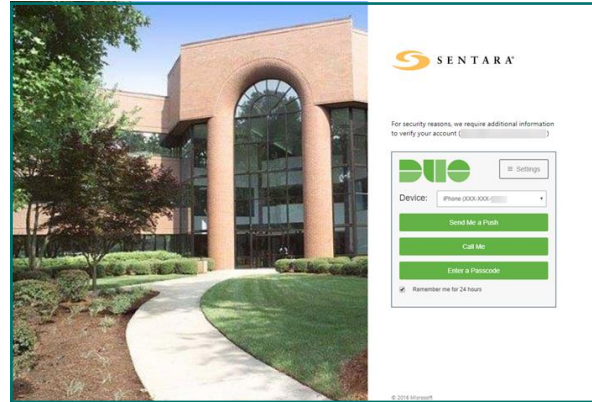 SENTARA®
For security reasons, we require additional information
to verify your account ( )
DUO
≡ Settings
Device: iPhone (XXX-XXX-
Send Me a Push
Call Me
Enter a Passcode
Remember me for 24 hours
© 2016 Microsoft